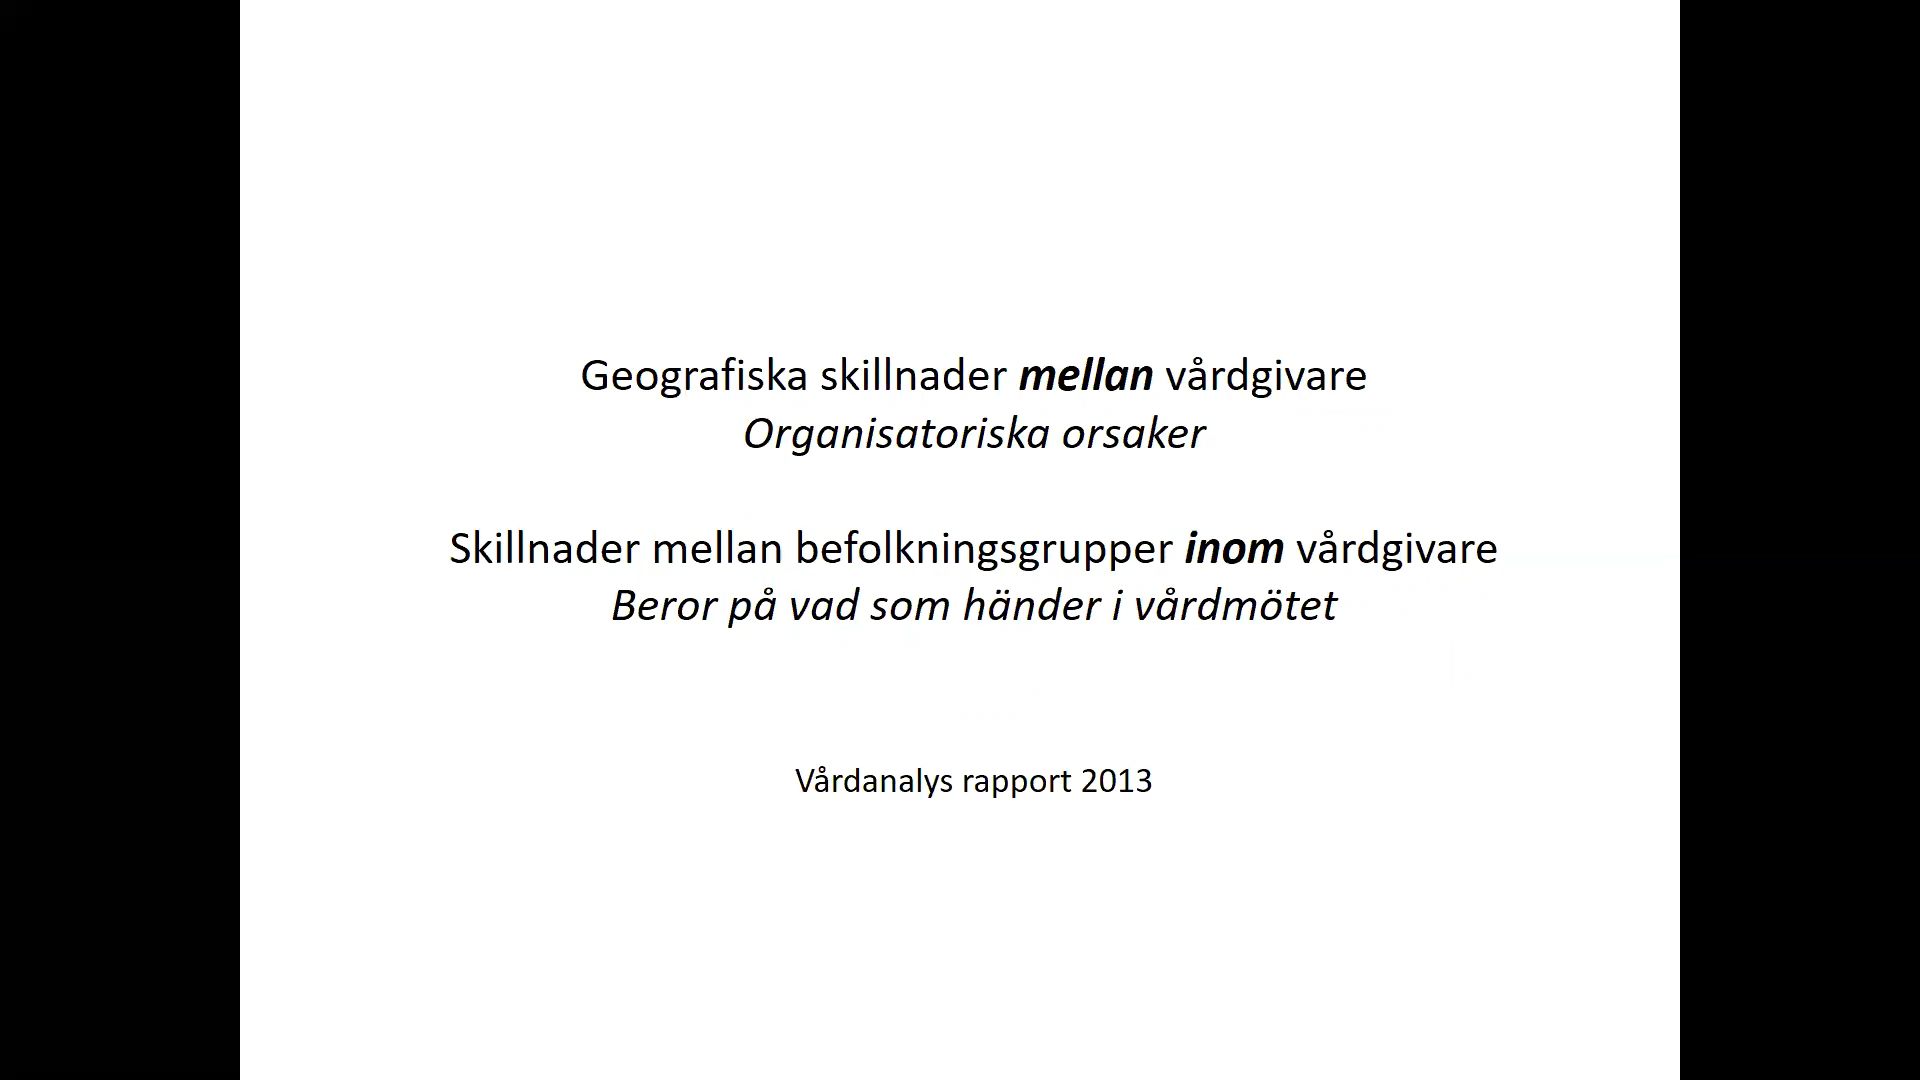 Geografiska skillnader mellan vårdgivare
Organisatoriska orsaker
Skillnader mellan befolkningsgrupper inom vårdgivare
Beror på vad som händer i vårdmötet
Vårdanalys rapport 2013